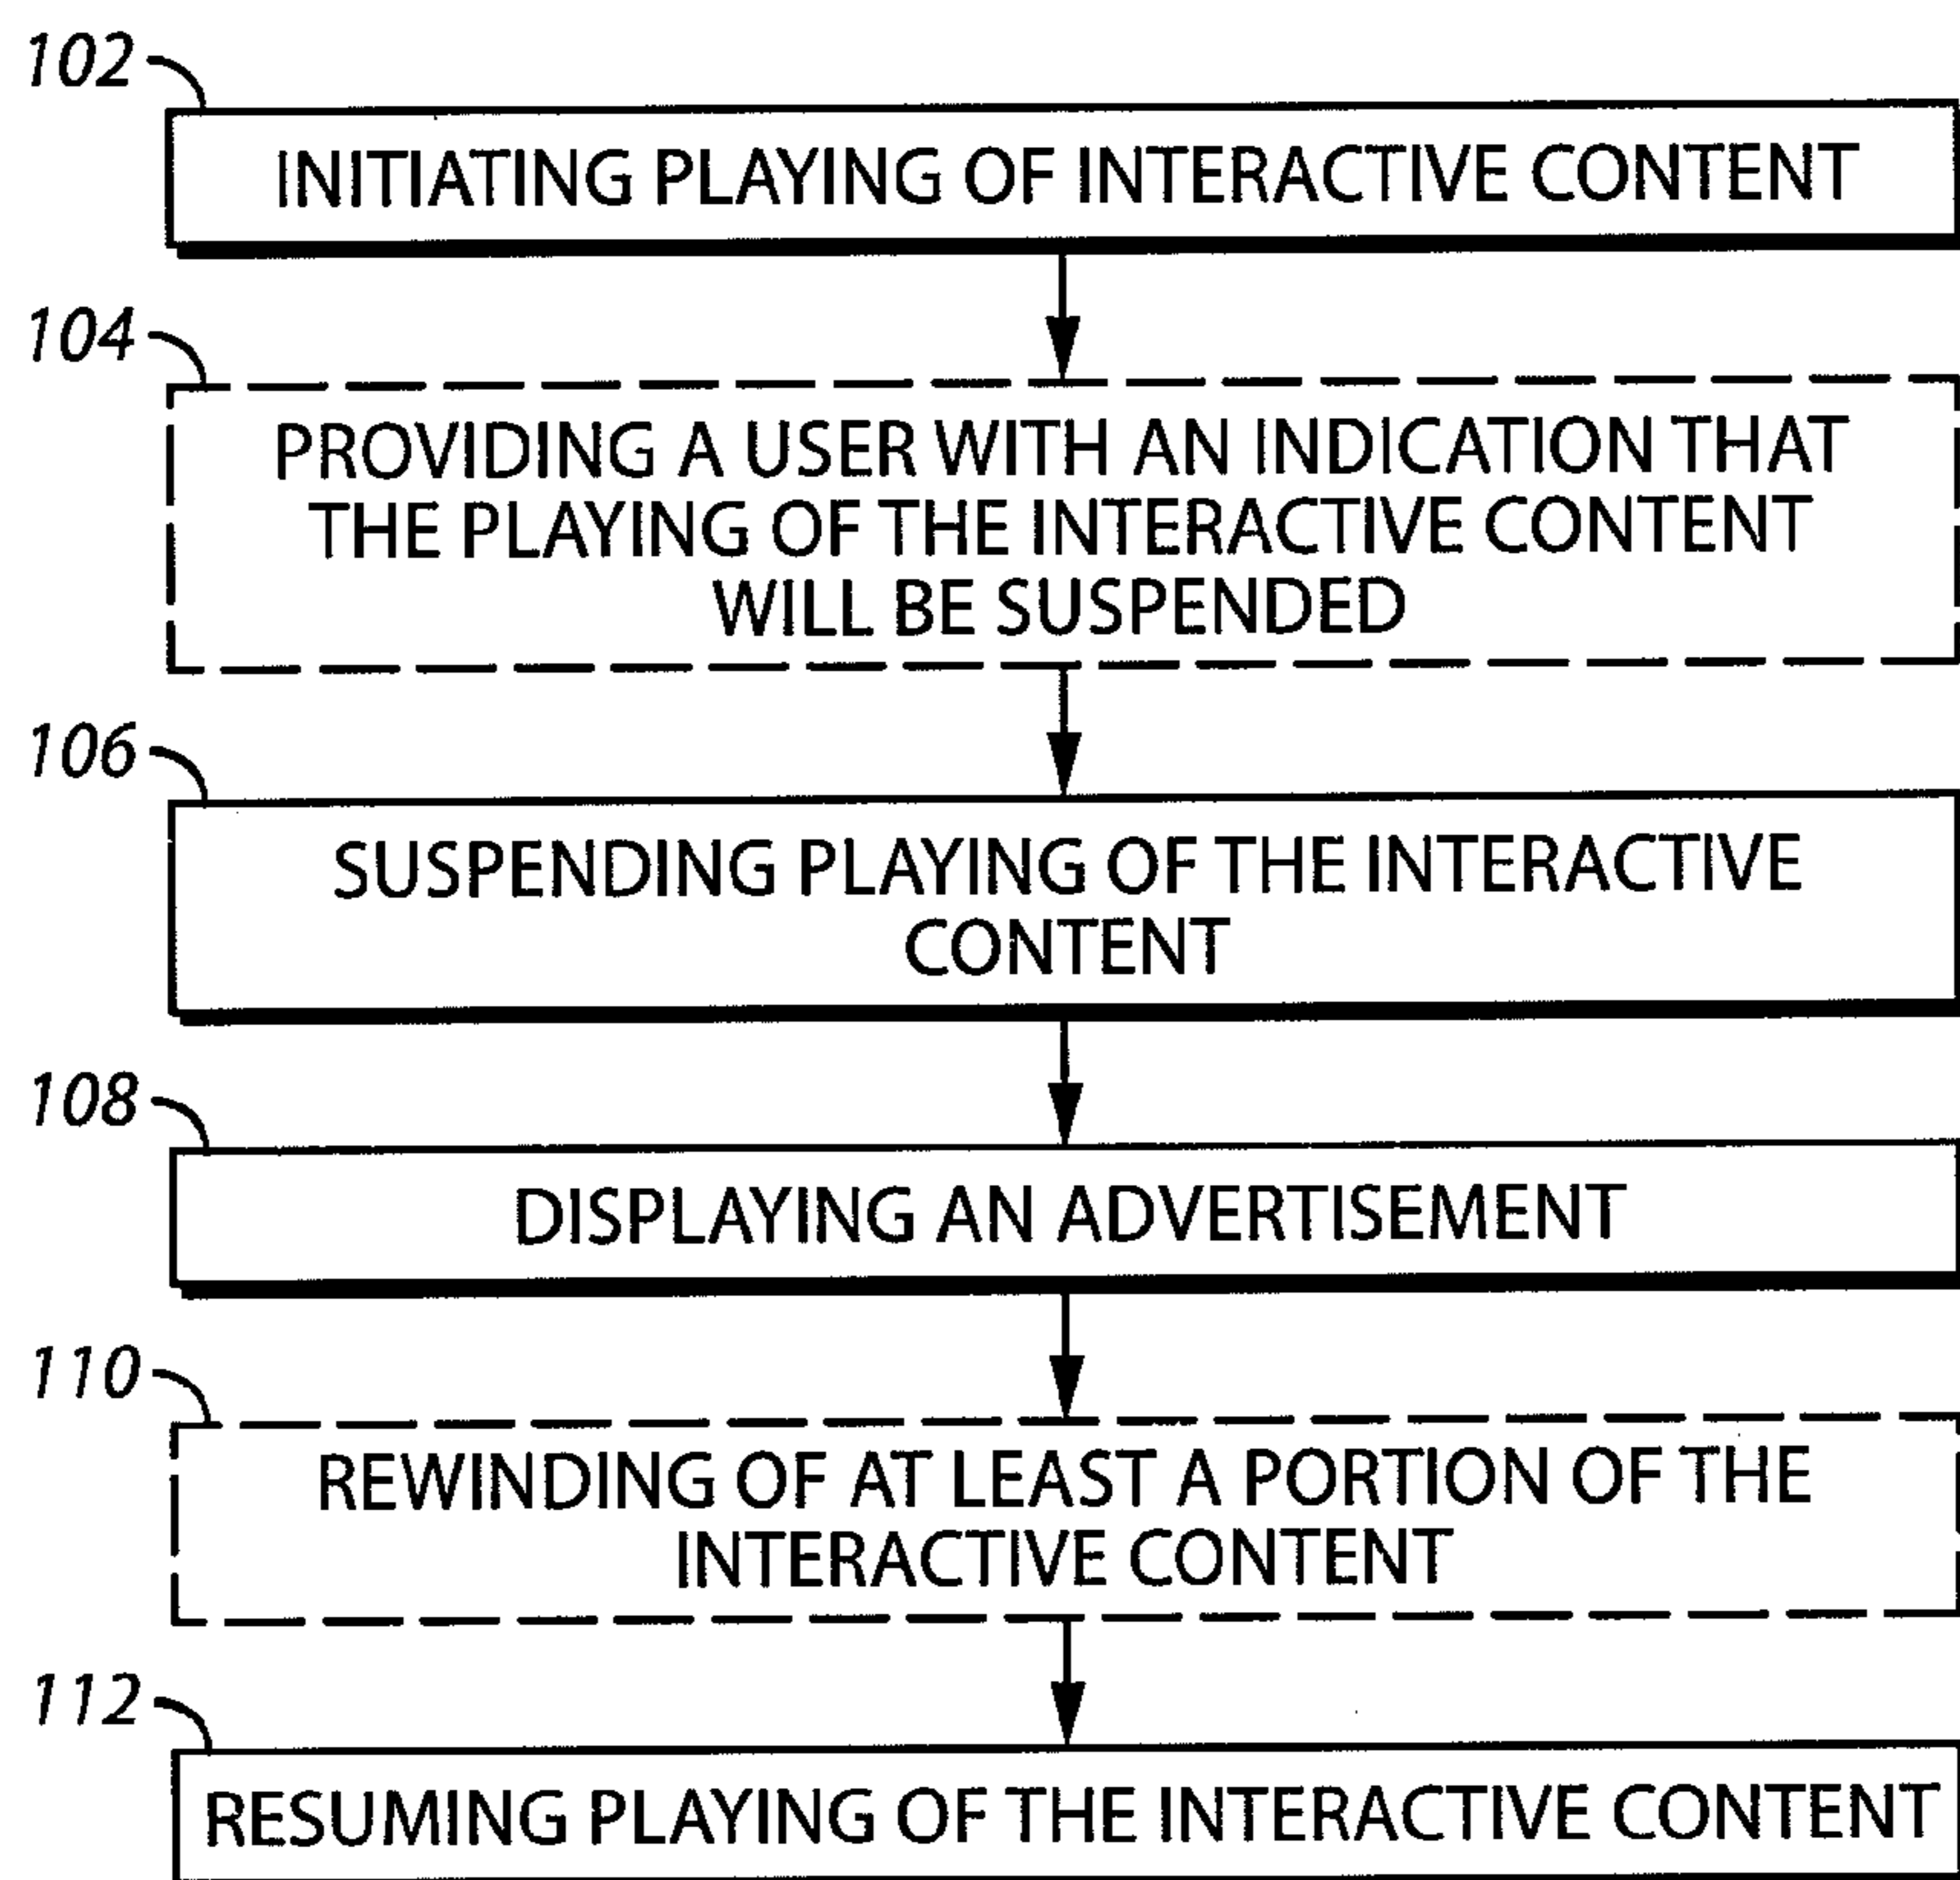 102
INITIATING PLAYING OF INTERACTIVE CONTENT
104
PROVIDING A USER WITH AN INDICATION THAT
THE PLAYING OF THE INTERACTIVE CONTENT
WILL BE SUSPENDED
106
SUSPENDING PLAYING OF THE INTERACTIVE
CONTENT
108
DISPLAYING AN ADVERTISEMENT
110
REWINDING OF AT LEAST A PORTION OF THE
INTERACTIVE CONTENT
112
RESUMING PLAYING OF THE INTERACTIVE CONTENT